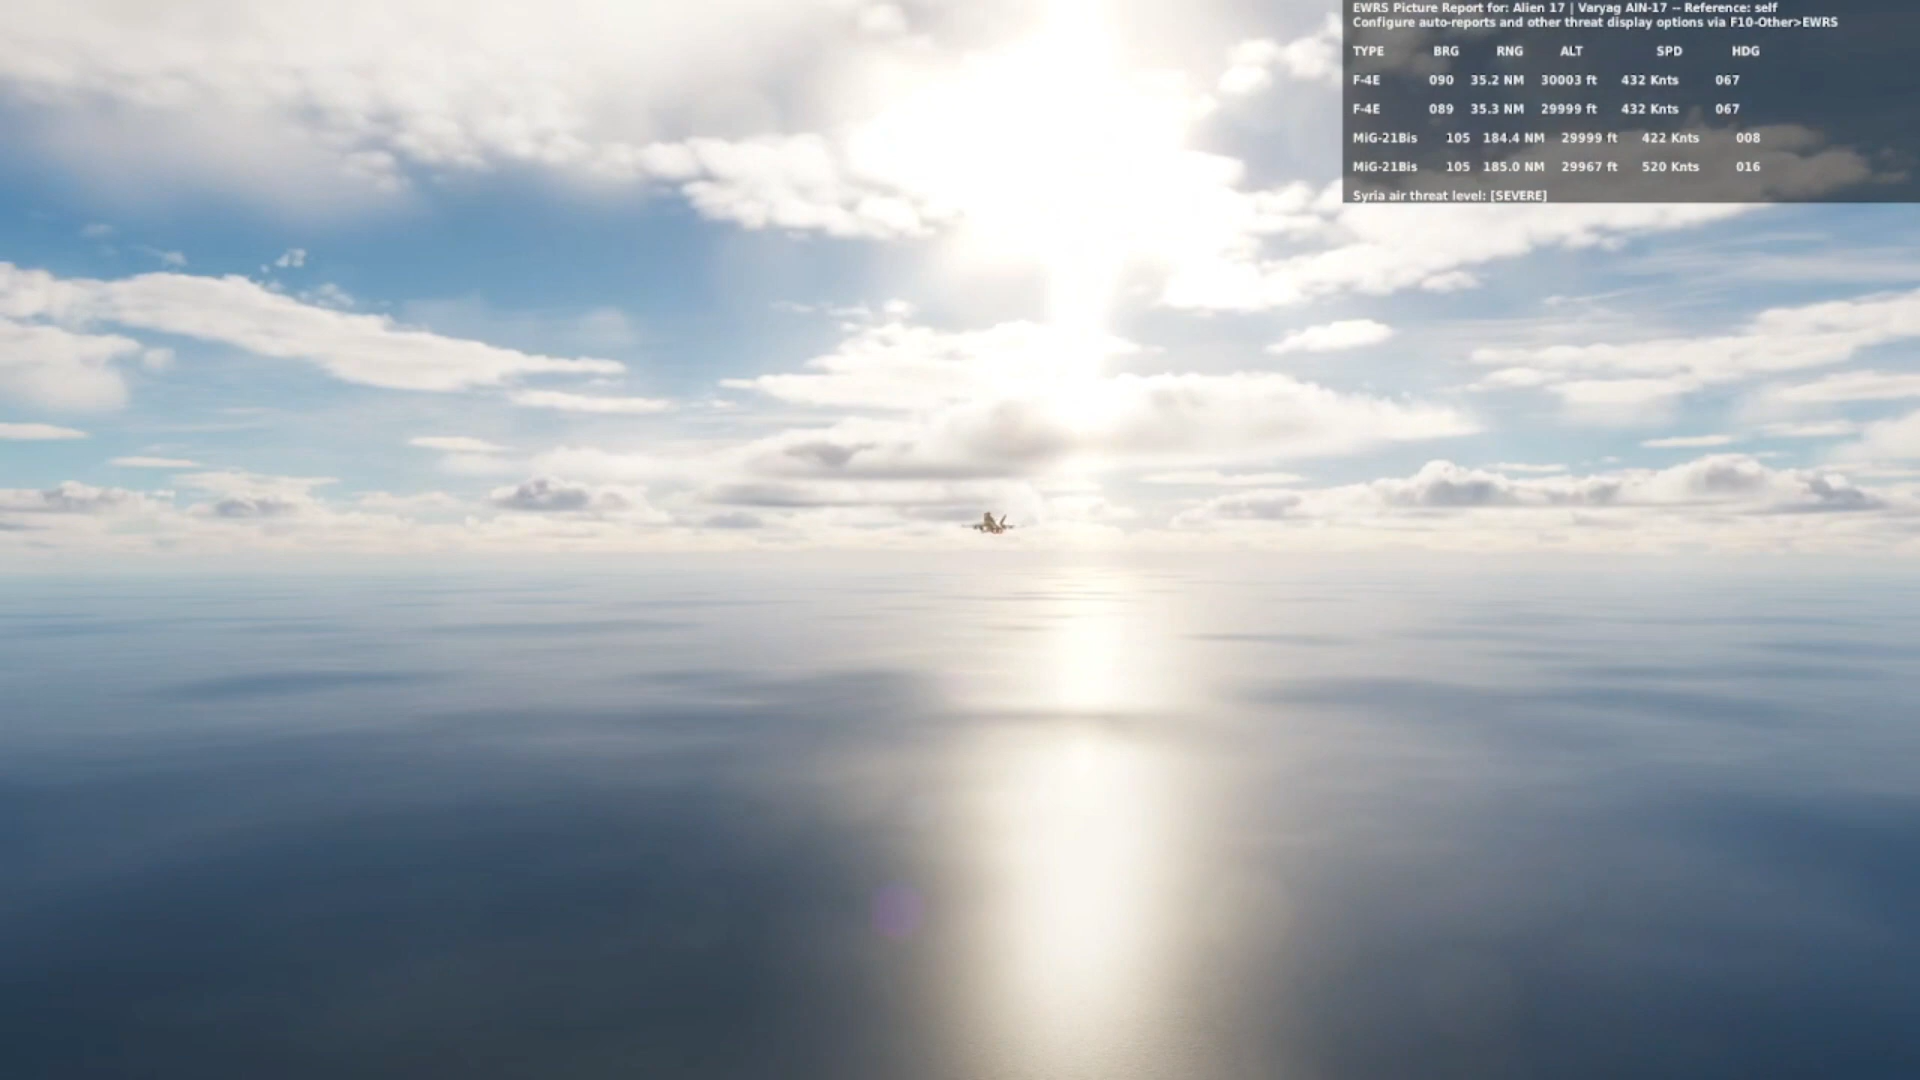 EWRS Picture Report for: Alien 17 | Varyag AIN-17 -- Reference: self
Configure auto-reports and other threat display options via F10-Other>EWRS
TYPE BRG RNG ALT SPD HDG
F-4E 090 35.2 NM 30003 ft 432 Knts 067
F-4E 089 35.3 NM 29999 ft 432 Knts 067
MiG-21Bis 105 184.4 NM 29999 ft 422 Knts 008
MiG-21Bis 105 185.0 NM 29967 ft 520 Knts 016
Syria air threat level: [SEVERE]